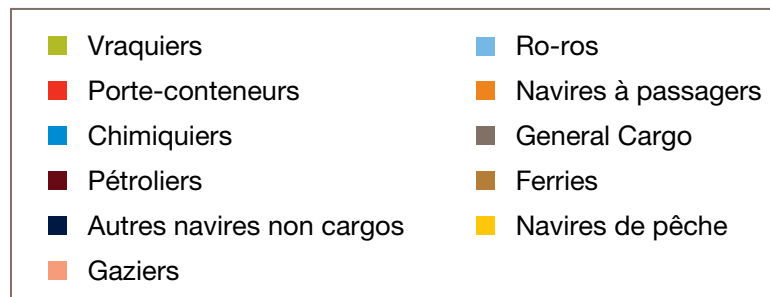 Vraquiers
Porte-conteneurs
Chimiquiers
Pétroliers
Autres navires non cargos
Gaziers
Ro-ros
Navires à passagers
General Cargo
Ferries
Navires de pêche